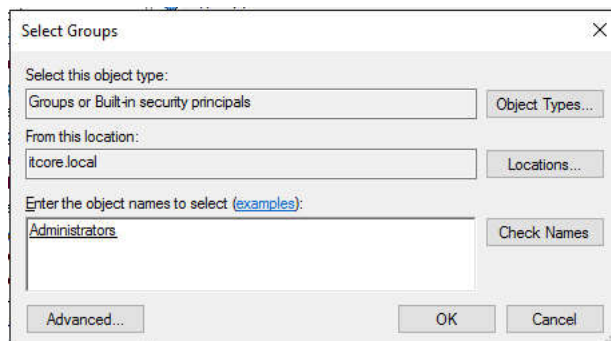 Select Groups
Select this object type:
Groups or Built-in security principals
Object Types...
From this location:
itcore.local
Locations...
Enter the object names to select (examples):
Administrators
Check Names
Advanced...
OK
Cancel